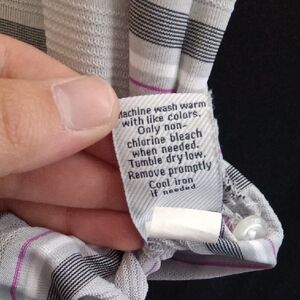 Machine wash warm
with like colors.
Only non-
chlorine bleach
when needed.
Tumble dry low.
Remove promptly
Cool iron
if needed